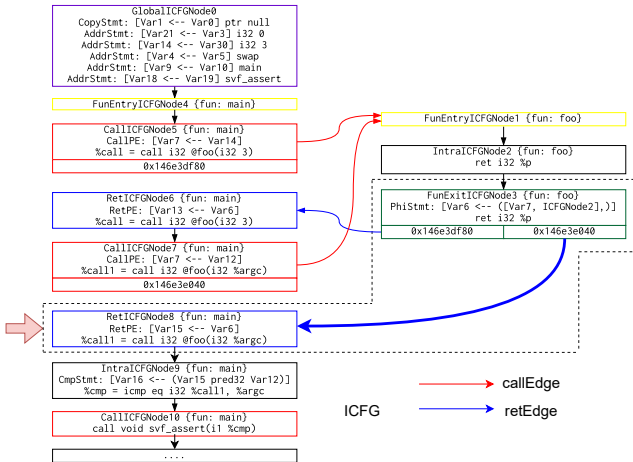 GlobalICFGNode0
CopyStmt: [Var1 <-- Var0] ptr null
AddrStmt: [Var21 <-- Var3] i32 0
AddrStmt: [Var14 <-- Var30] i32 3
AddrStmt: [Var4 <-- Var5] swap
AddrStmt: [Var9 <-- Var10] main
AddrStmt: [Var18 <-- Var19] svf_assert
FunEntryICFGNode4 {fun: main}
CallICFGNode5 {fun: main}
CallPE: [Var7 <-- Var14]
%call = call i32 @foo(i32 3)
0x146e3df80
RetICFGNode6 {fun: main}
RetPE: [Var13 <-- Var6]
%call = call i32 @foo(i32 3)
CallICFGNode7 {fun: main}
CallPE: [Var7 <-- Var12]
%call1 = call i32 @foo(i32 %argc)
0x146e3e040
RetICFGNode8 {fun: main}
RetPE: [Var15 <-- Var6]
%call1 = call i32 @foo(i32 %argc)
IntraICFGNode9 {fun: main}
CmpStmt: [Var16 <-- (Var15 pred32 Var12)]
%cmp = icmp eq i32 %call1, %argc
CallICFGNode10 {fun: main}
call void svf_assert(i1 %cmp)
....
FunEntryICFGNode1 {fun: foo}
IntraICFGNode2 {fun: foo}
ret i32 %p
FunExitICFGNode3 {fun: foo}
PhiStmt: [Var6 <-- ([Var7, ICFGNode2],)]
ret i32 %p
0x146e3df80 0x146e3e040
ICFG
callEdge
retEdge